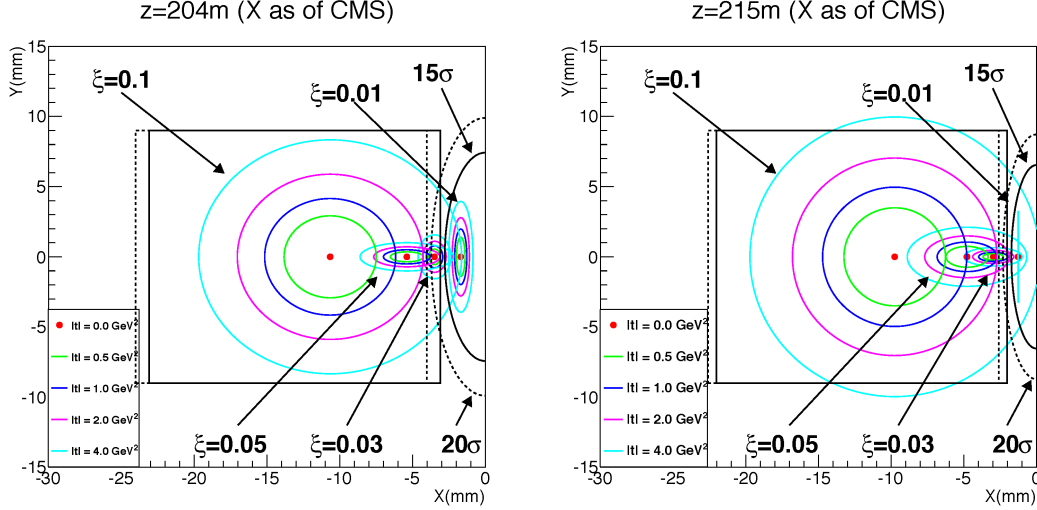 z=204m (X as of CMS)
Y(mm)
15
10
5
0
-5
-10
-15
ξ=0.1
ξ=0.01
15σ
ξ=0.05
ξ=0.03
20σ
|t| = 0.0 GeV²
|t| = 0.5 GeV²
|t| = 1.0 GeV²
|t| = 2.0 GeV²
|t| = 4.0 GeV²
-30 -25 -20 -15 -10 -5 0
X(mm)
z=215m (X as of CMS)
Y(mm)
15
10
5
0
-5
-10
-15
ξ=0.1
ξ=0.01
15σ
ξ=0.05
ξ=0.03
20σ
|t| = 0.0 GeV²
|t| = 0.5 GeV²
|t| = 1.0 GeV²
|t| = 2.0 GeV²
|t| = 4.0 GeV²
-30 -25 -20 -15 -10 -5 0
X(mm)